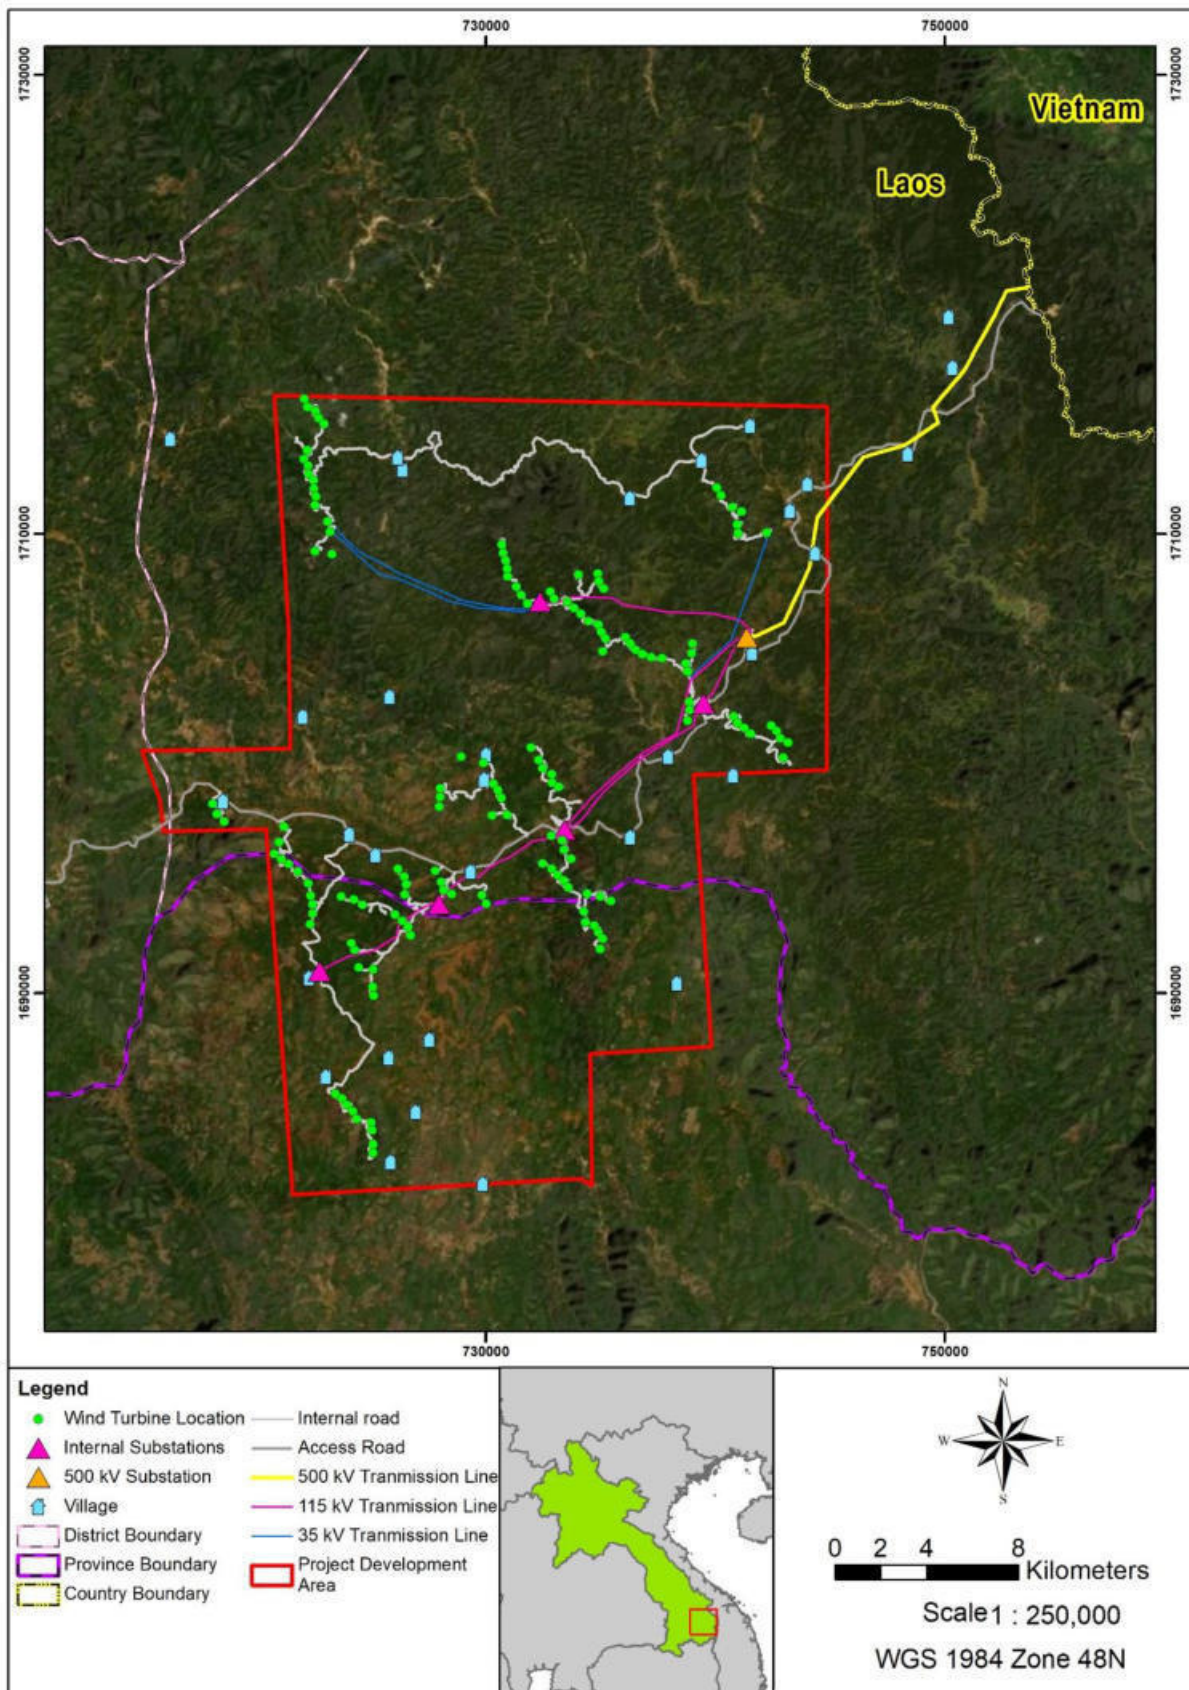 730000 750000
1730000 1730000
Vietnam
Laos
1710000 1710000
1690000 1690000
730000 750000
Legend
Wind Turbine Location
Internal Substations
500 kV Substation
Village
District Boundary
Province Boundary
Country Boundary
Internal road
Access Road
500 kV Tranmission Line
115 kV Tranmission Line
35 kV Tranmission Line
Project Development
Area
N
W E
S
0 2 4 8
Kilometers
Scale 1 : 250,000
WGS 1984 Zone 48N